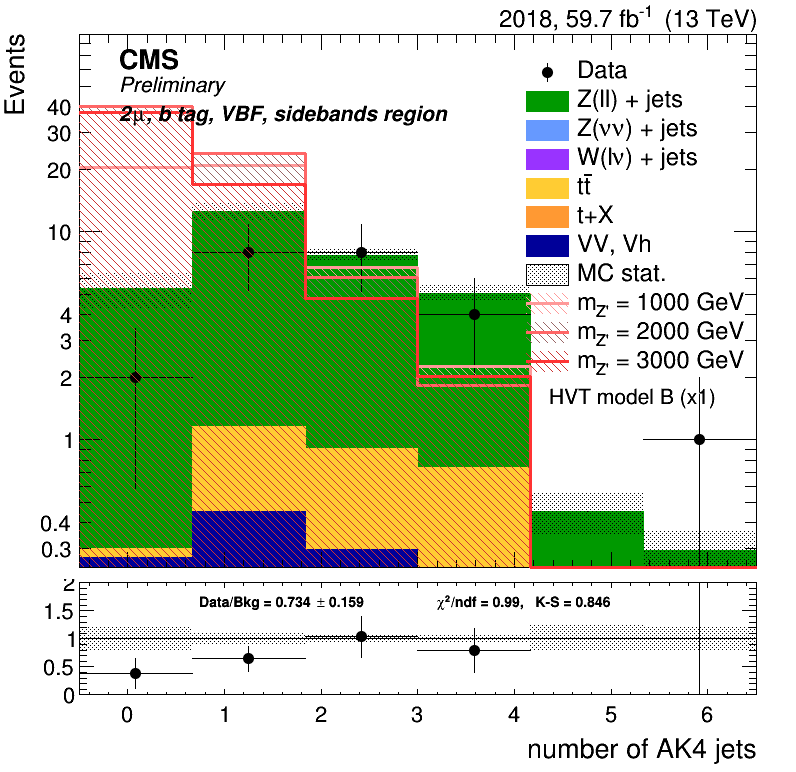 2018, 59.7 fb⁻¹ (13 TeV)
Events
CMS
Preliminary
2μ, b tag, VBF, sidebands region
Data
Z(ll) + jets
Z(νν) + jets
W(lν) + jets
tt̄
t+X
VV, Vh
MC stat.
m_Z' = 1000 GeV
m_Z' = 2000 GeV
m_Z' = 3000 GeV
HVT model B (x1)
40
30
20
10
4
3
2
1
0.4
0.3
Data/Bkg = 0.734 ± 0.159 χ²/ndf = 0.99, K-S = 0.846
2
1.5
1
0.5
0
0 1 2 3 4 5 6
number of AK4 jets